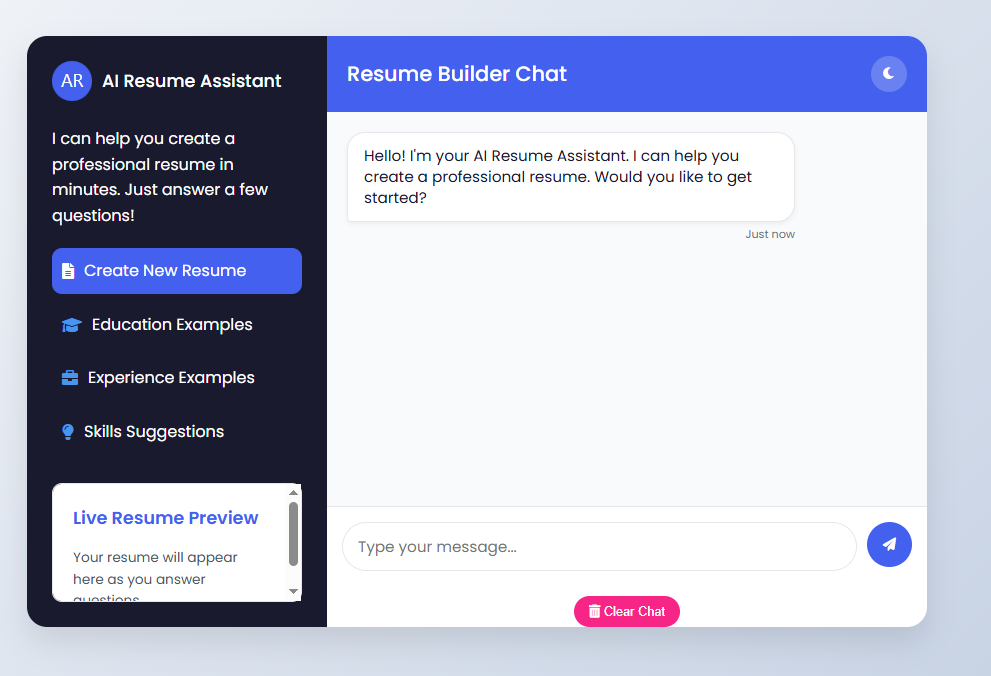 AR AI Resume Assistant
I can help you create a
professional resume in
minutes. Just answer a few
questions!
Create New Resume
Education Examples
Experience Examples
Skills Suggestions
Live Resume Preview
Your resume will appear
here as you answer
questions
Resume Builder Chat
Hello! I'm your AI Resume Assistant. I can help you
create a professional resume. Would you like to get
started?
Just now
Type your message...
Clear Chat